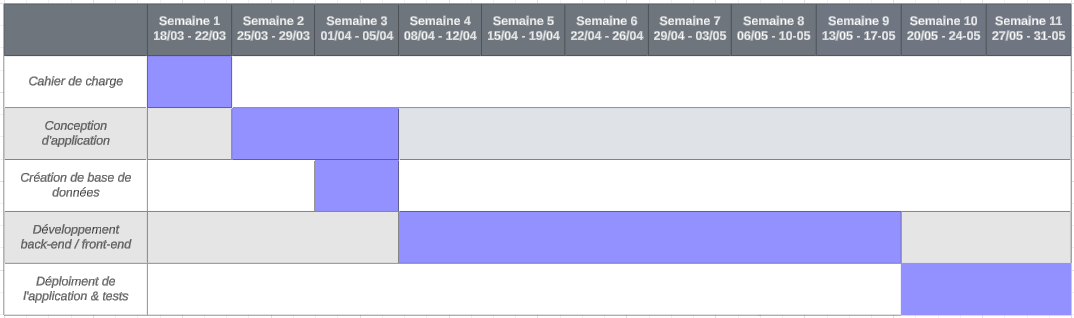 Semaine 1 Semaine 2 Semaine 3 Semaine 4 Semaine 5 Semaine 6 Semaine 7 Semaine 8 Semaine 9 Semaine 10 Semaine 11
18/03 - 22/03 25/03 - 29/03 01/04 - 05/04 08/04 - 12/04 15/04 - 19/04 22/04 - 26/04 29/04 - 03/05 06/05 - 10-05 13/05 - 17-05 20/05 - 24-05 27/05 - 31-05
Cahier de charge
Conception
d'application
Création de base de
données
Développement
back-end / front-end
Déploiment de
l'application & tests